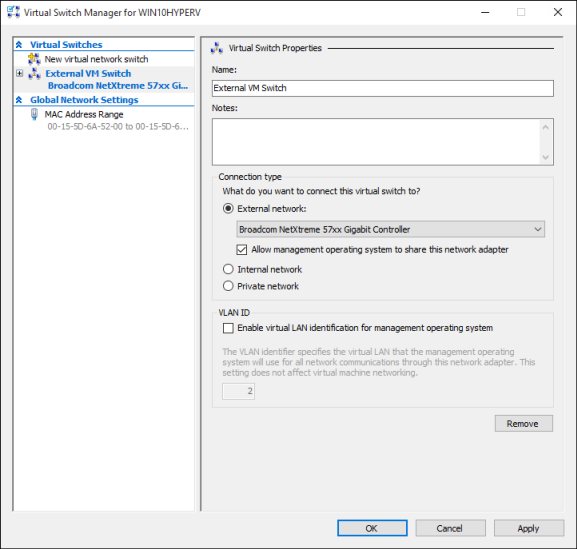 Virtual Switch Manager for WIN10HYPERV
Virtual Switches
New virtual network switch
External VM Switch
Broadcom NetXtreme 57xx Gi...
Global Network Settings
MAC Address Range
00-15-5D-6A-52-00 to 00-15-5D-6...
Virtual Switch Properties
Name:
External VM Switch
Notes:
Connection type
What do you want to connect this virtual switch to?
External network:
Broadcom NetXtreme 57xx Gigabit Controller
Allow management operating system to share this network adapter
Internal network
Private network
VLAN ID
Enable virtual LAN identification for management operating system
The VLAN identifier specifies the virtual LAN that the management operating
system will use for all network communications through this network adapter. This
setting does not affect virtual machine networking.
2
Remove
OK
Cancel
Apply